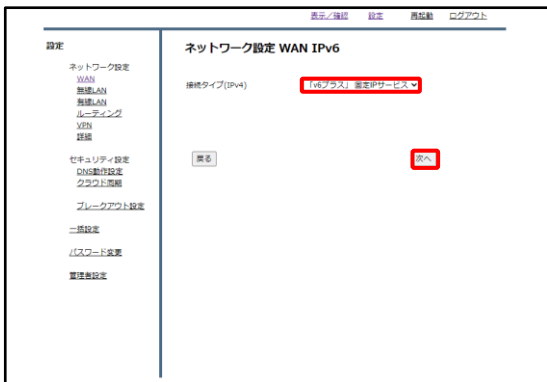 表示/確認 設定 再起動 ログアウト
設定
ネットワーク設定
WAN
無線LAN
有線LAN
ルーティング
VPN
詳細
セキュリティ設定
DNS動作設定
クラウド同期
ブレークアウト設定
一括設定
パスワード変更
管理者設定
ネットワーク設定 WAN IPv6
接続タイプ(IPv4) 「v6プラス」 固定IPサービス
戻る 次へ